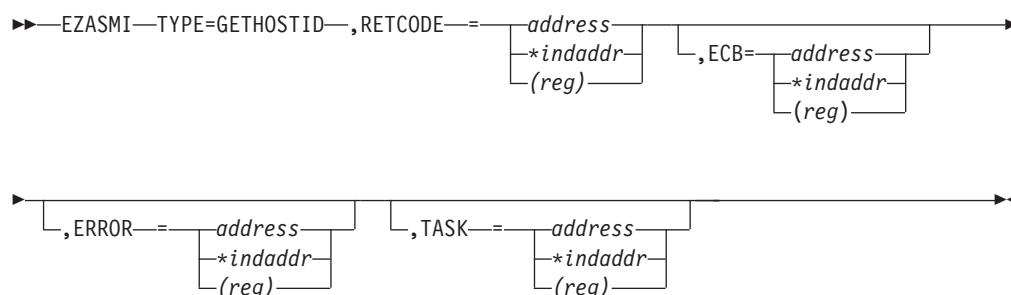 EZASMI TYPE=GETHOSTID ,RETCODE = address ,ECB= address
*indaddr *indaddr
(reg) (reg)
,ERROR = address ,TASK = address
*indaddr *indaddr
(reg) (reg)